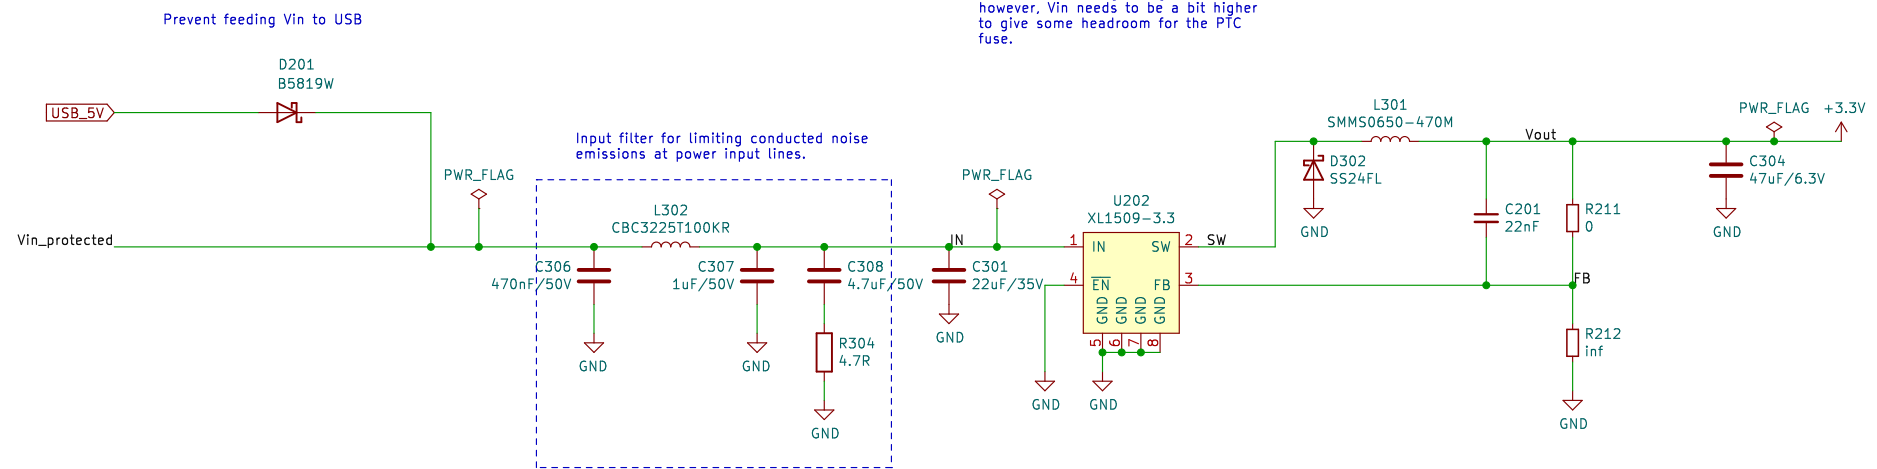 Prevent feeding Vin to USB
however, Vin needs to be a bit higher
to give some headroom for the PTC
fuse.
D201
B5819W
USB_5V
Input filter for limiting conducted noise
emissions at power input lines.
PWR_FLAG
Vin_protected
L302
CBC3225T100KR
C306
470nF/50V
GND
C307
1uF/50V
GND
C308
4.7uF/50V
R304
4.7R
GND
PWR_FLAG
IN
C301
22uF/35V
GND
U202
XL1509-3.3
1
IN
4
EN
SW
2
FB
3
GND
GND
GND
GND
5
6
7
8
GND
GND
SW
D302
SS24FL
GND
L301
SMMS0650-470M
Vout
C201
22nF
R211
0
FB
R212
inf
GND
PWR_FLAG
+3.3V
C304
47uF/6.3V
GND